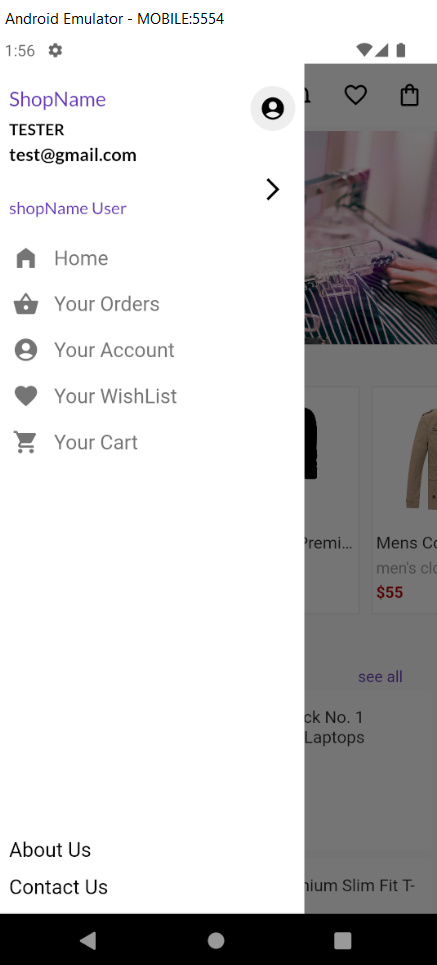 Android Emulator - MOBILE:5554
1:56
ShopName
TESTER
test@gmail.com
shopName User
Home
Your Orders
Your Account
Your WishList
Your Cart
Premi...
Mens Co
men's clo
$55
see all
ck No. 1
Laptops
nium Slim Fit T-
About Us
Contact Us